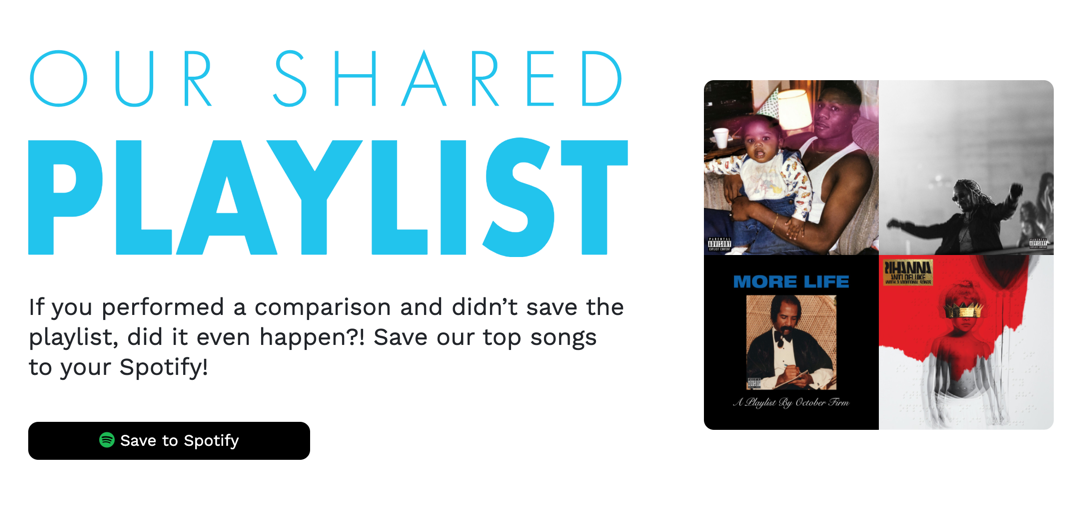 OUR SHARED
PLAYLIST
If you performed a comparison and didn’t save the
playlist, did it even happen?! Save our top songs
to your Spotify!
Save to Spotify
MORE LIFE
A Playlist By October Firm